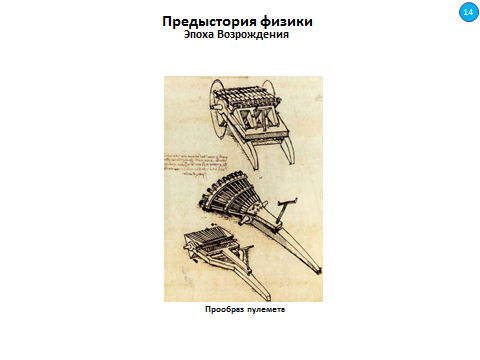 14
Предыстория физики
Эпоха Возрождения
Прообраз пулемета